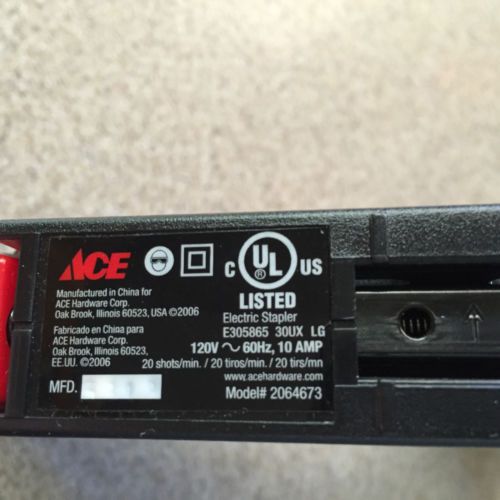 ACE
Manufactured in China for
ACE Hardware Corp.
Oak Brook, Illinois 60523, USA ©2006
Fabricado en China para
ACE Hardware Corp.
Oak Brook, Illinois 60523,
EE.UU. ©2006
C UL ® US
LISTED
Electric Stapler
E305865 30UX LG
120V ~ 60Hz, 10 AMP
20 shots/min. / 20 tiros/min. / 20 tirs/mn
www.acehardware.com
MFD.
Model# 2064673